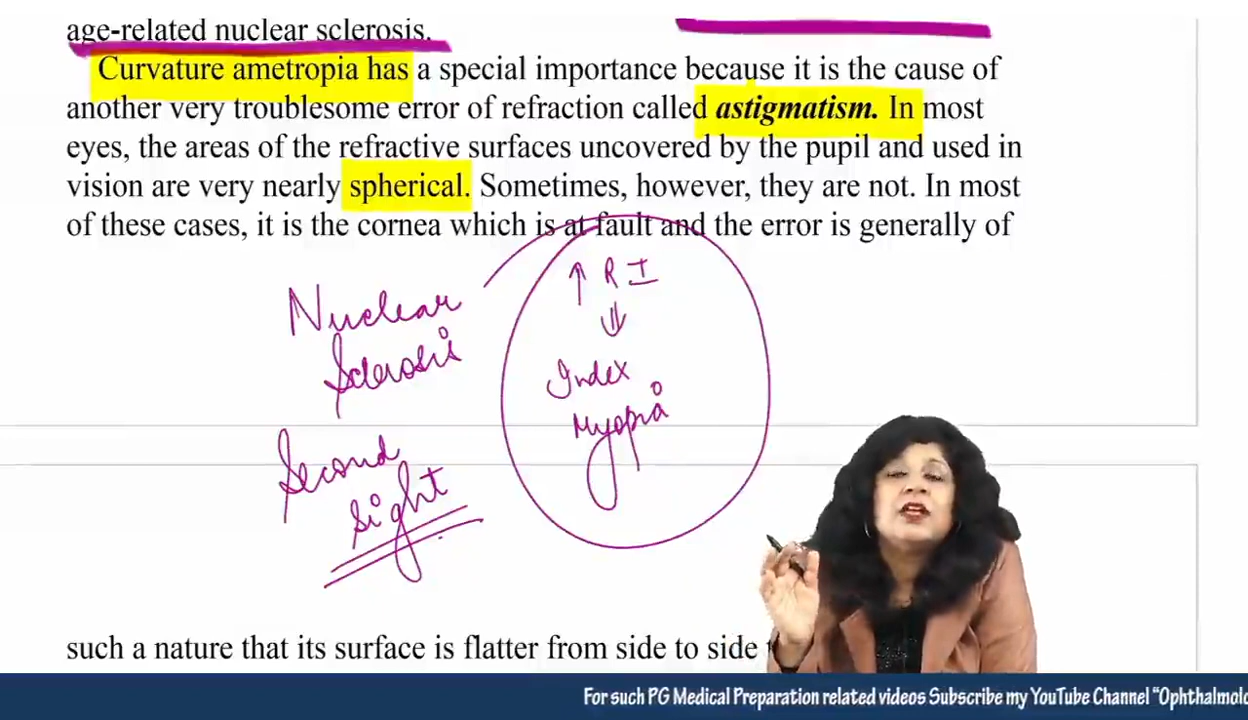 age-related nuclear sclerosis.
Curvature ametropia has a special importance because it is the cause of
another very troublesome error of refraction called astigmatism. In most
eyes, the areas of the refractive surfaces uncovered by the pupil and used in
vision are very nearly spherical. Sometimes, however, they are not. In most
of these cases, it is the cornea which is at fault and the error is generally of
↑ RI
⇓
Index
Myopia
Nuclear
Sclerosis
Second
Sight
such a nature that its surface is flatter from side to side
For such PG Medical Preparation related videos Subscribe my YouTube Channel "Ophthalmolo